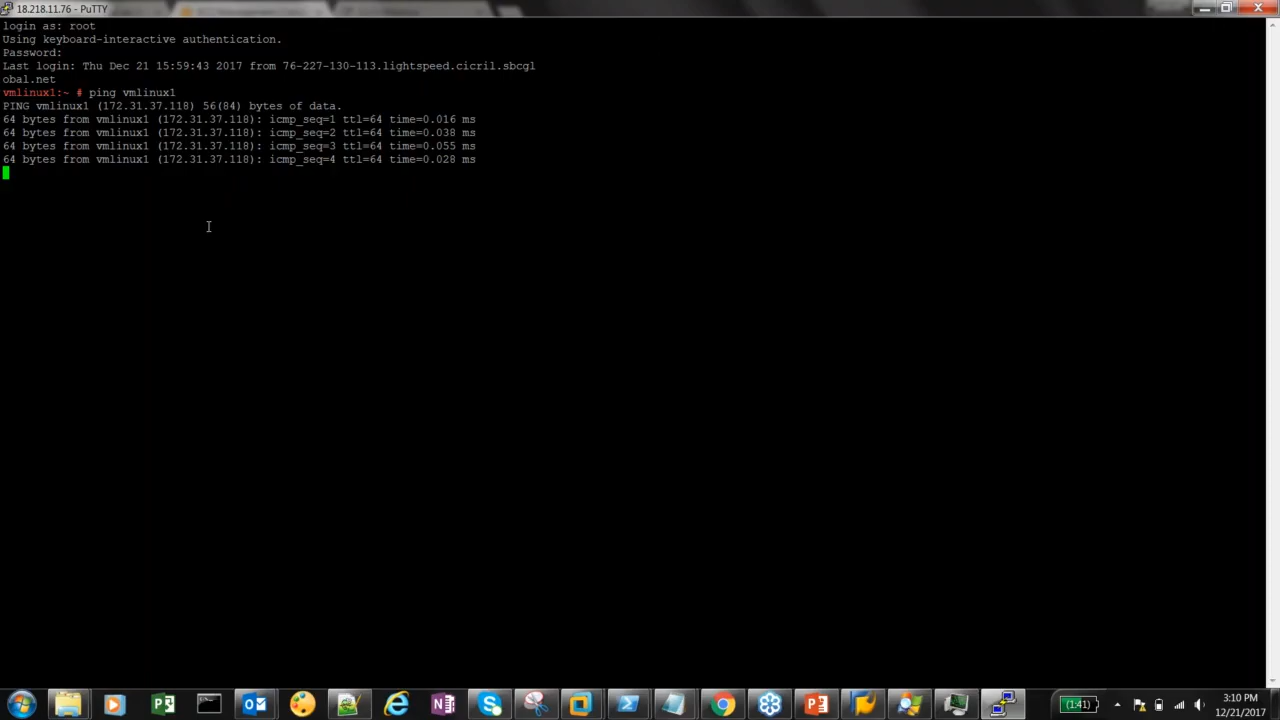 18.218.11.76 - PuTTY
login as: root
Using keyboard-interactive authentication.
Password:
Last login: Thu Dec 21 15:59:43 2017 from 76-227-130-113.lightspeed.cicril.sbcgl
obal.net
vmlinux1:~ # ping vmlinux1
PING vmlinux1 (172.31.37.118) 56(84) bytes of data.
64 bytes from vmlinux1 (172.31.37.118): icmp_seq=1 ttl=64 time=0.016 ms
64 bytes from vmlinux1 (172.31.37.118): icmp_seq=2 ttl=64 time=0.038 ms
64 bytes from vmlinux1 (172.31.37.118): icmp_seq=3 ttl=64 time=0.055 ms
64 bytes from vmlinux1 (172.31.37.118): icmp_seq=4 ttl=64 time=0.028 ms
(1:41)
3:10 PM
12/21/2017